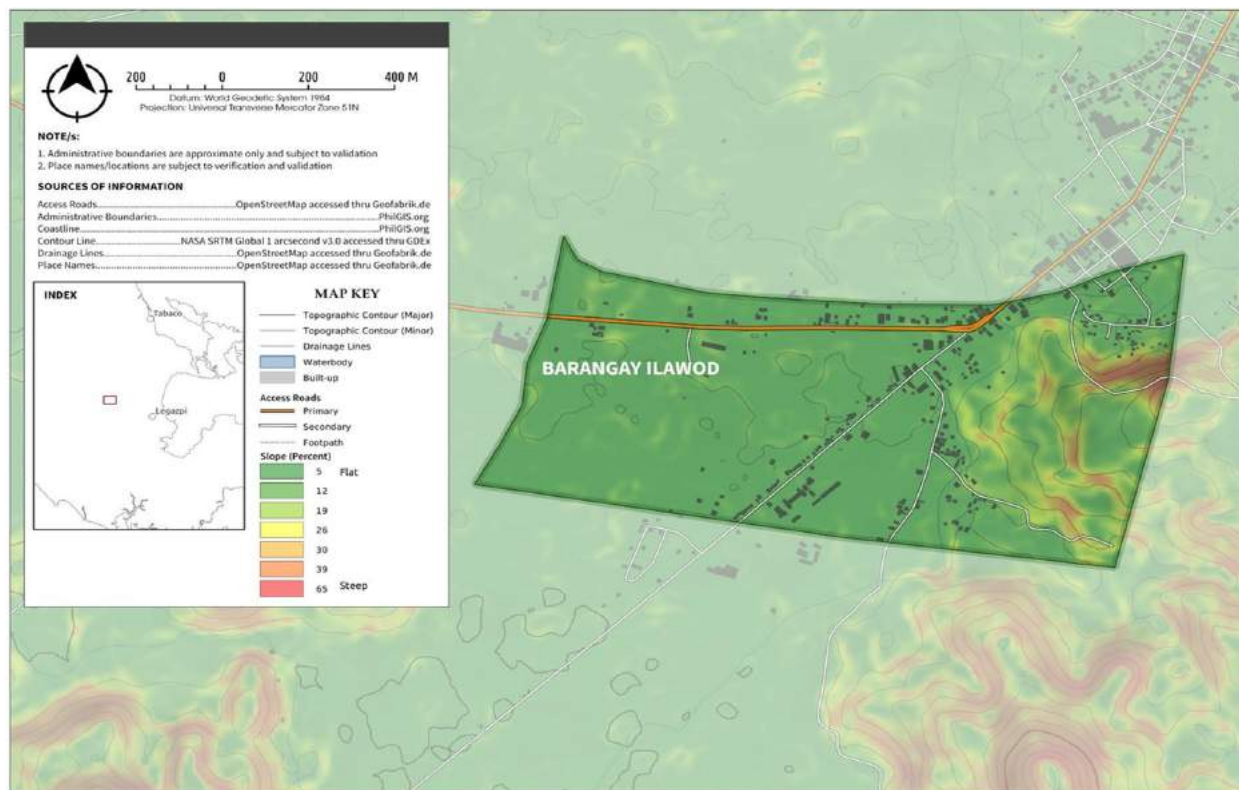 200 0 200 400 M
Datum: World Geodetic System 1984
Projection: Universal Transverse Mercator Zone 51N
NOTE/s:
1. Administrative boundaries are approximate only and subject to validation
2. Place names/locations are subject to verification and validation
SOURCES OF INFORMATION
Access Roads........OpenStreetMap accessed thru Geofabrik.de
Administrative Boundaries........PhilGIS.org
Coastline........PhilGIS.org
Contour Line........NASA SRTM Global 1 arcsecond v3.0 accessed thru GDEx
Drainage Lines........OpenStreetMap accessed thru Geofabrik.de
Place Names........OpenStreetMap accessed thru Geofabrik.de
INDEX
Tabaco
Legazpi
MAP KEY
Topographic Contour (Major)
Topographic Contour (Minor)
Drainage Lines
Waterbody
Built-up
Access Roads
Primary
Secondary
Footpath
Slope (Percent)
5 Flat
12
19
26
30
39
65 Steep
BARANGAY ILAWOD